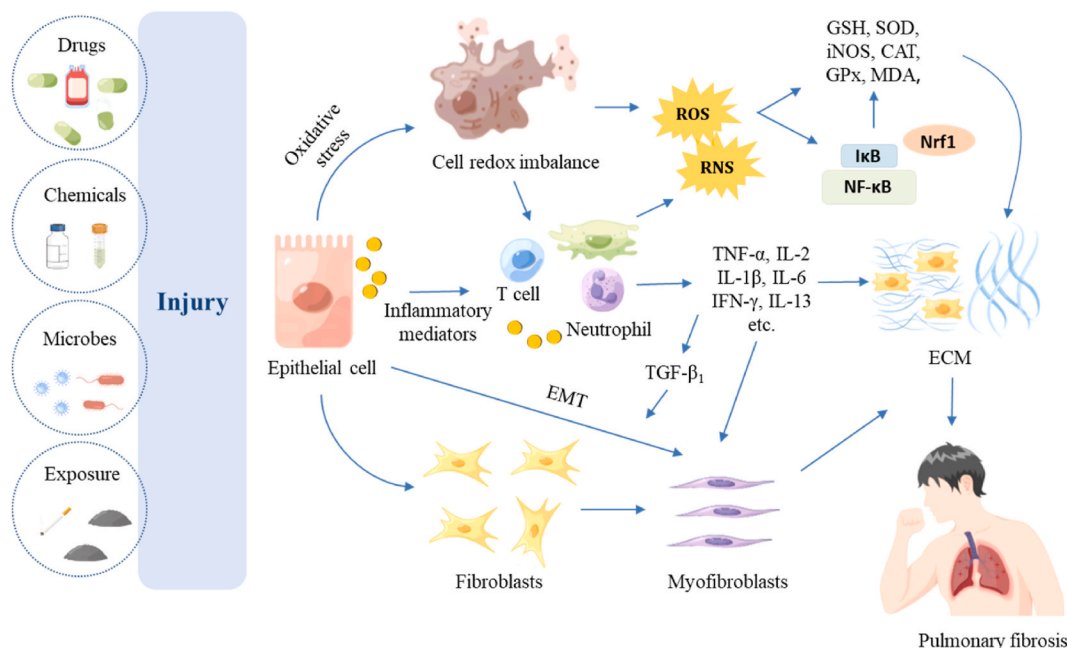 Drugs
Chemicals
Microbes
Exposure
Injury
Oxidative
stress
Epithelial cell
Cell redox imbalance
Inflammatory
mediators
T cell
Neutrophil
ROS
RNS
GSH, SOD,
iNOS, CAT,
GPx, MDA,
Nrf1
IκB
NF-κB
TNF-α, IL-2
IL-1β, IL-6
IFN-γ, IL-13
etc.
TGF-β₁
EMT
ECM
Fibroblasts
Myofibroblasts
Pulmonary fibrosis